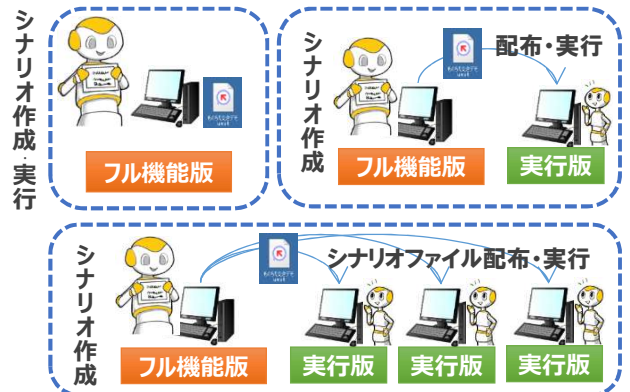 シナリオ作成・実行
フル機能版
シナリオ作成
配布・実行
フル機能版
実行版
シナリオ作成
シナリオファイル配布・実行
フル機能版
実行版
実行版
実行版